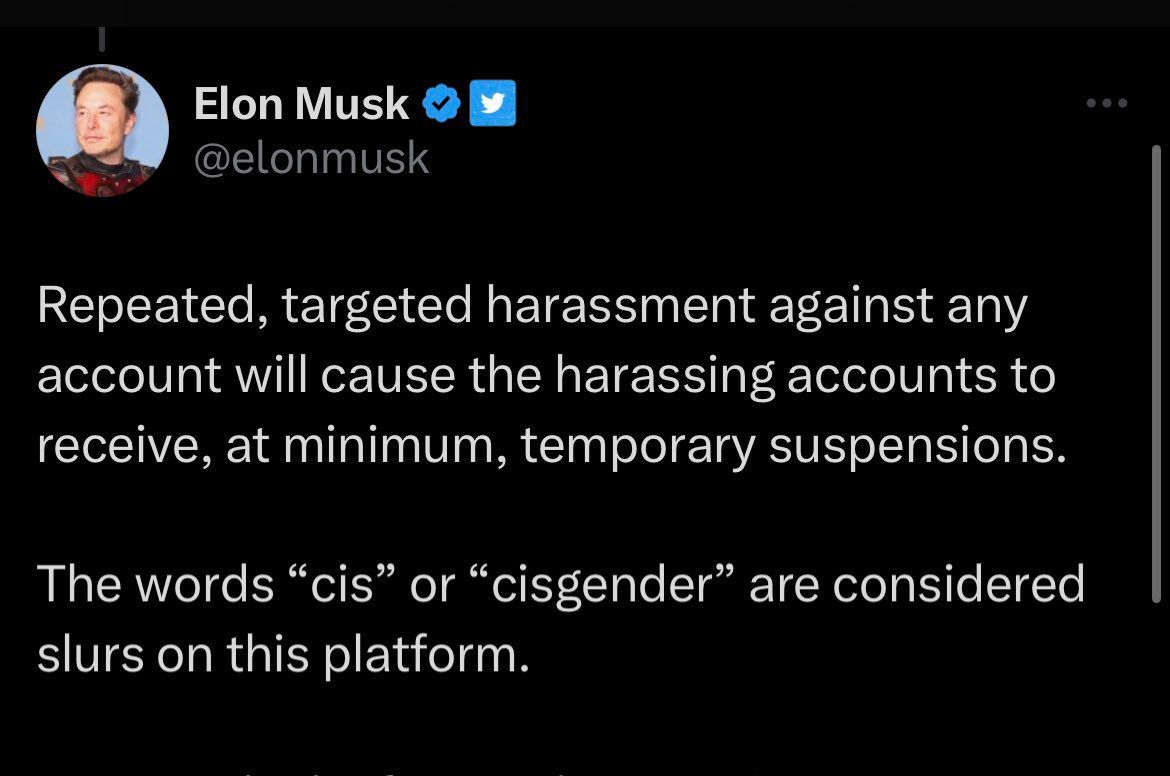 Elon Musk
@elonmusk
Repeated, targeted harassment against any
account will cause the harassing accounts to
receive, at minimum, temporary suspensions.
The words “cis” or “cisgender” are considered
slurs on this platform.